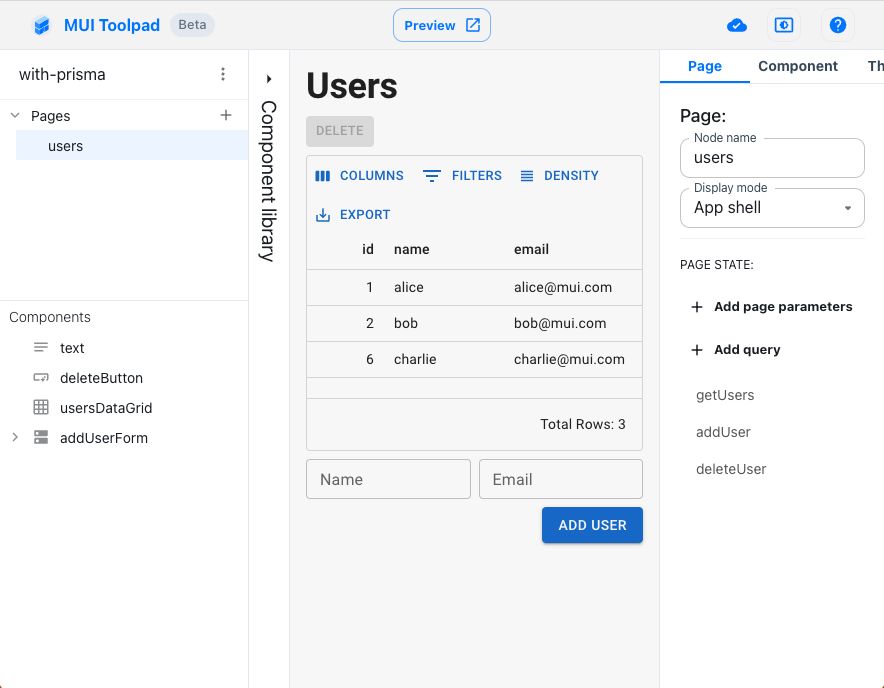 MUI Toolpad Beta
Preview
with-prisma
Pages
users
Components
text
deleteButton
usersDataGrid
addUserForm
Component library
Users
DELETE
COLUMNS FILTERS DENSITY
EXPORT
id name email
1 alice alice@mui.com
2 bob bob@mui.com
6 charlie charlie@mui.com
Total Rows: 3
Name Email
ADD USER
Page Component Th
Page:
Node name
users
Display mode
App shell
PAGE STATE:
Add page parameters
Add query
getUsers
addUser
deleteUser